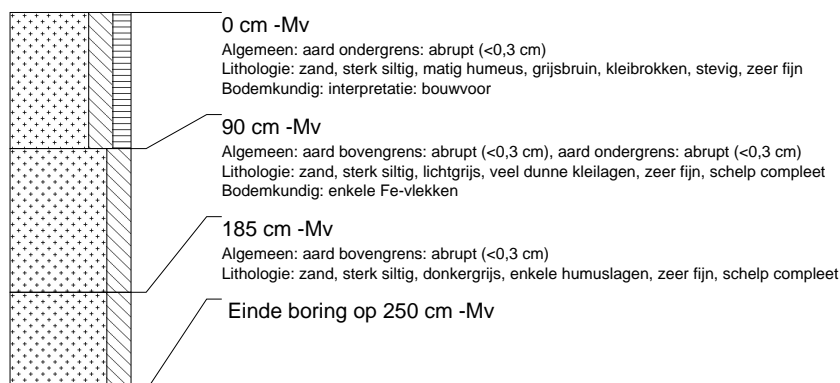 0 cm -Mv
Algemeen: aard ondergrens: abrupt (<0,3 cm)
Lithologie: zand, sterk siltig, matig humeus, grijsbruin, kleibrokken, stevig, zeer fijn
Bodemkundig: interpretatie: bouwvoor
90 cm -Mv
Algemeen: aard bovengrens: abrupt (<0,3 cm), aard ondergrens: abrupt (<0,3 cm)
Lithologie: zand, sterk siltig, lichtgrijs, veel dunne kleilagen, zeer fijn, schelp compleet
Bodemkundig: enkele Fe-vlekken
185 cm -Mv
Algemeen: aard bovengrens: abrupt (<0,3 cm)
Lithologie: zand, sterk siltig, donkergrijs, enkele humuslagen, zeer fijn, schelp compleet
Einde boring op 250 cm -Mv